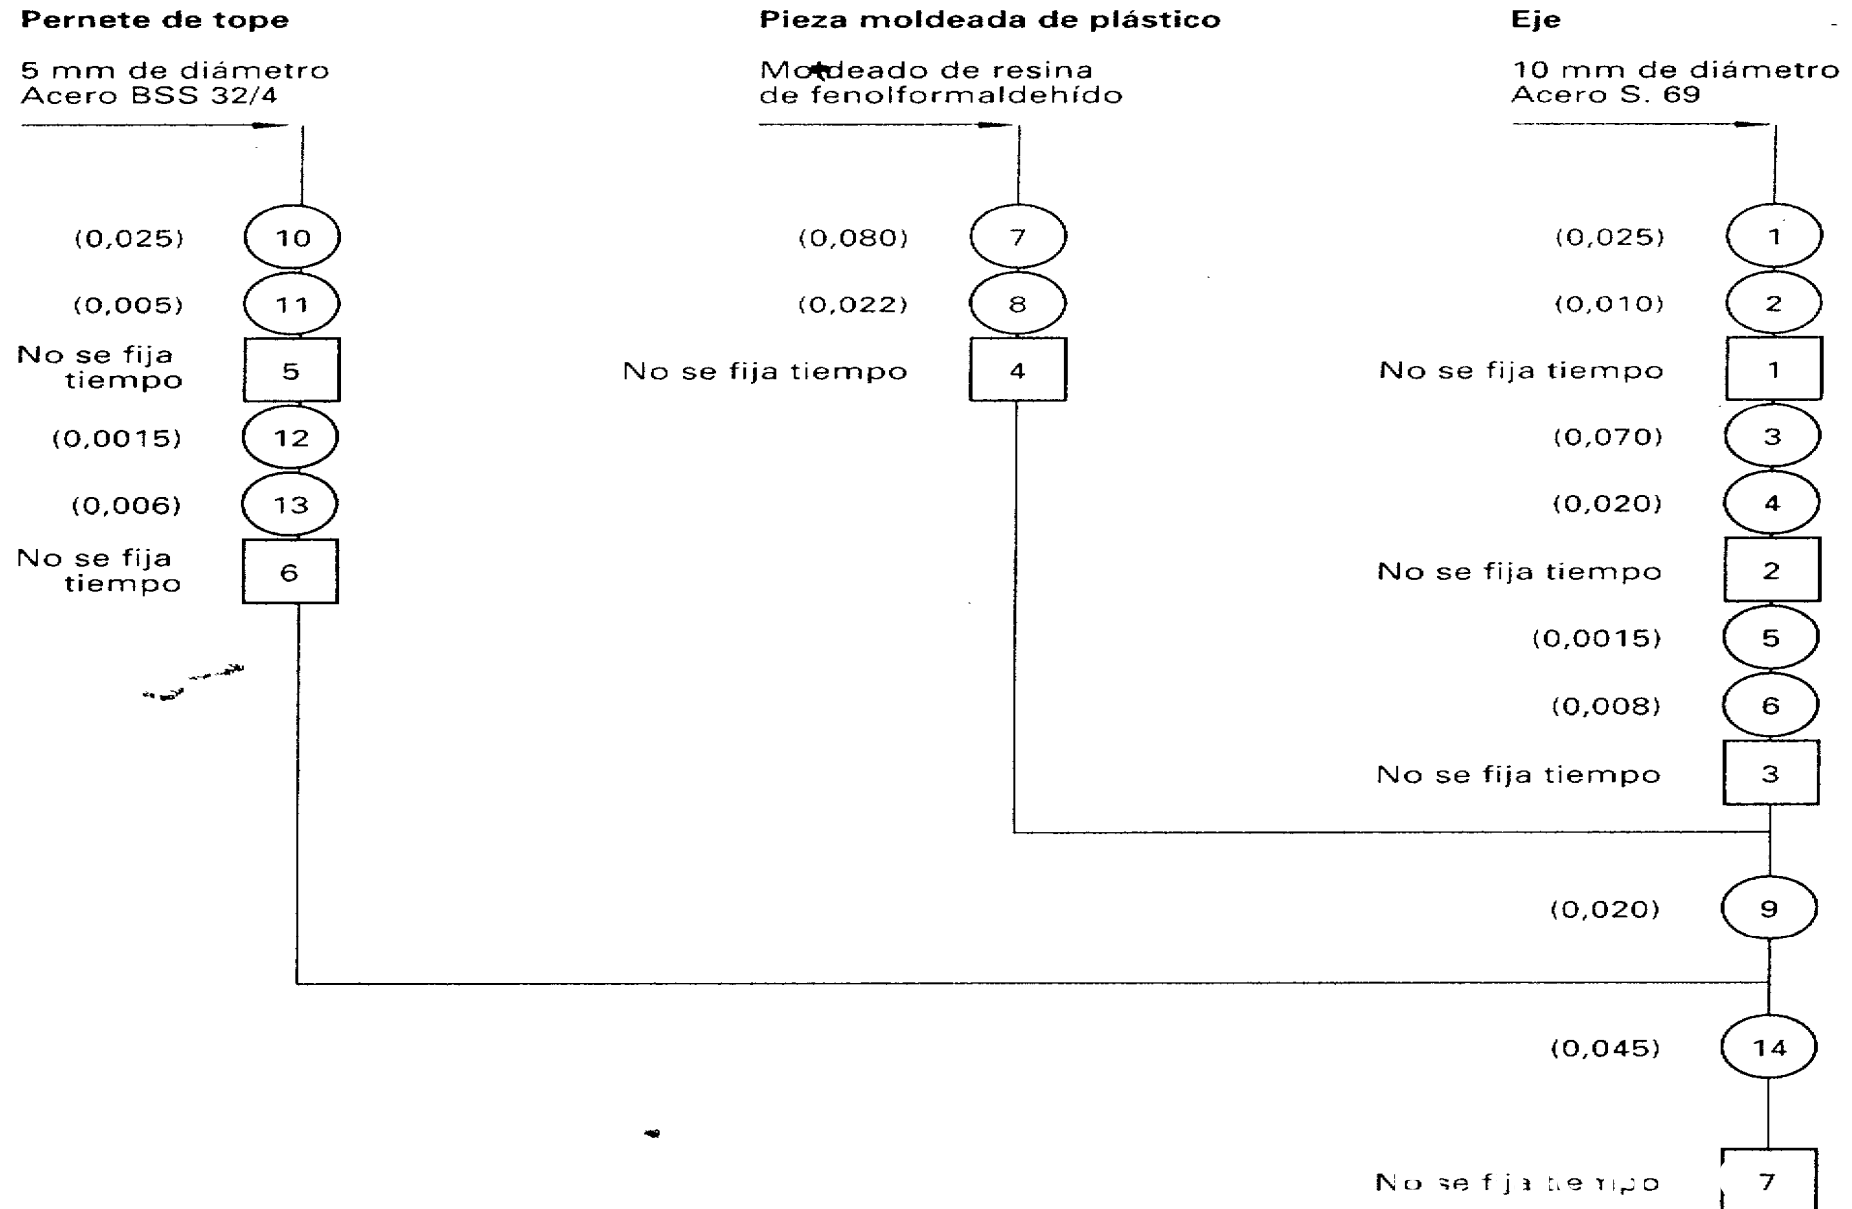 Pernete de tope
5 mm de diámetro
Acero BSS 32/4
(0,025) 10
(0,005) 11
No se fija
tiempo 5
(0,0015) 12
(0,006) 13
No se fija
tiempo 6
Pieza moldeada de plástico
Moldeado de resina
de fenolformaldehído
(0,080) 7
(0,022) 8
No se fija tiempo 4
Eje
10 mm de diámetro
Acero S. 69
(0,025) 1
(0,010) 2
No se fija tiempo 1
(0,070) 3
(0,020) 4
No se fija tiempo 2
(0,0015) 5
(0,008) 6
No se fija tiempo 3
(0,020) 9
(0,045) 14
No se fija tiempo 7